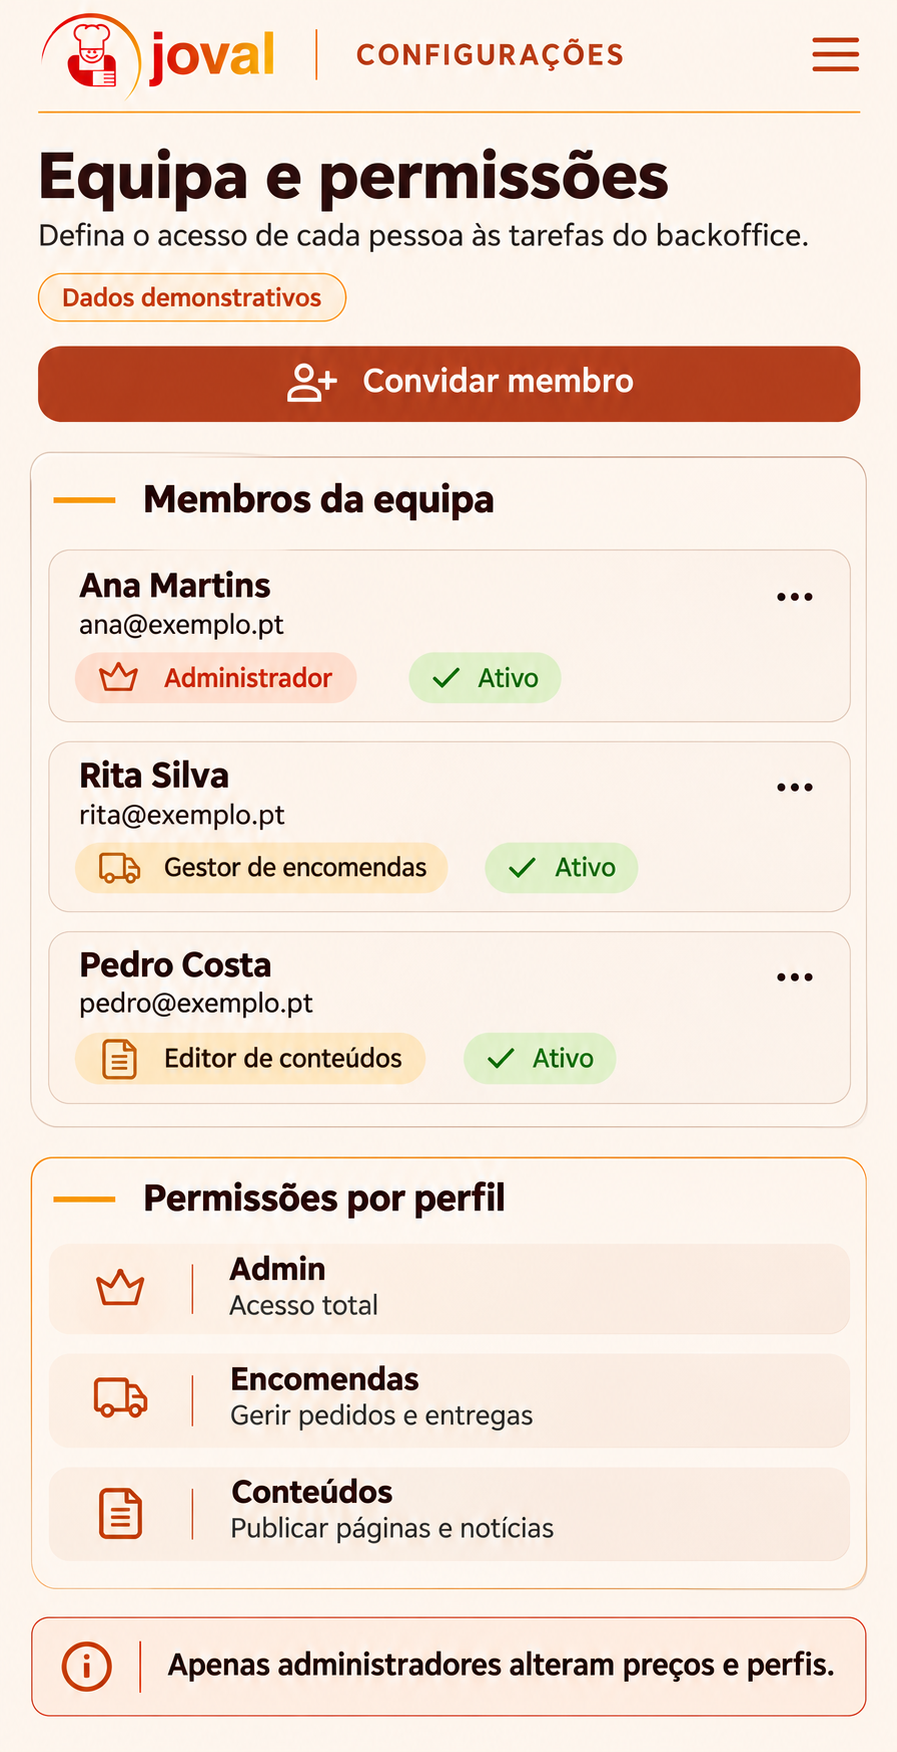 joval
CONFIGURAÇÕES
Equipa e permissões
Defina o acesso de cada pessoa às tarefas do backoffice.
Dados demonstrativos
Convidar membro
Membros da equipa
Ana Martins
ana@exemplo.pt
Administrador
Ativo
Rita Silva
rita@exemplo.pt
Gestor de encomendas
Ativo
Pedro Costa
pedro@exemplo.pt
Editor de conteúdos
Ativo
Permissões por perfil
Admin
Acesso total
Encomendas
Gerir pedidos e entregas
Conteúdos
Publicar páginas e notícias
Apenas administradores alteram preços e perfis.